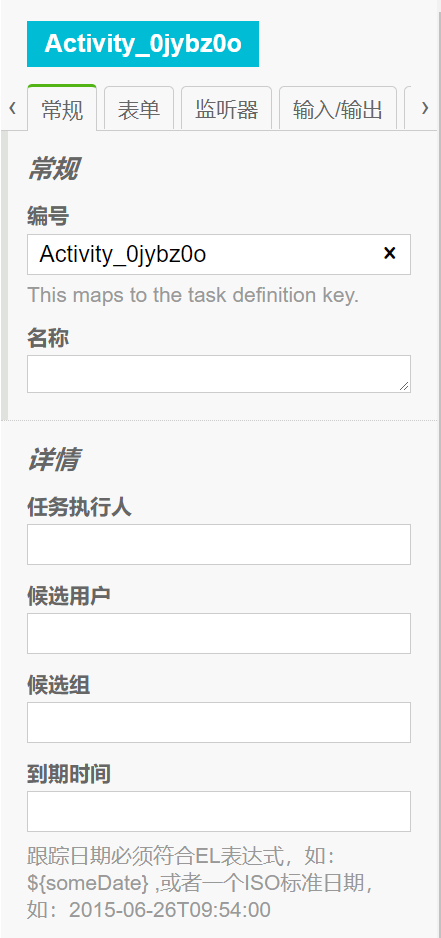 Activity_0jybz0o
‹ 常规 表单 监听器 输入/输出 ›
常规
编号
Activity_0jybz0o ×
This maps to the task definition key.
名称
详情
任务执行人
候选用户
候选组
到期时间
跟踪日期必须符合EL表达式，如：
${someDate} ,或者一个ISO标准日期，
如：2015-06-26T09:54:00